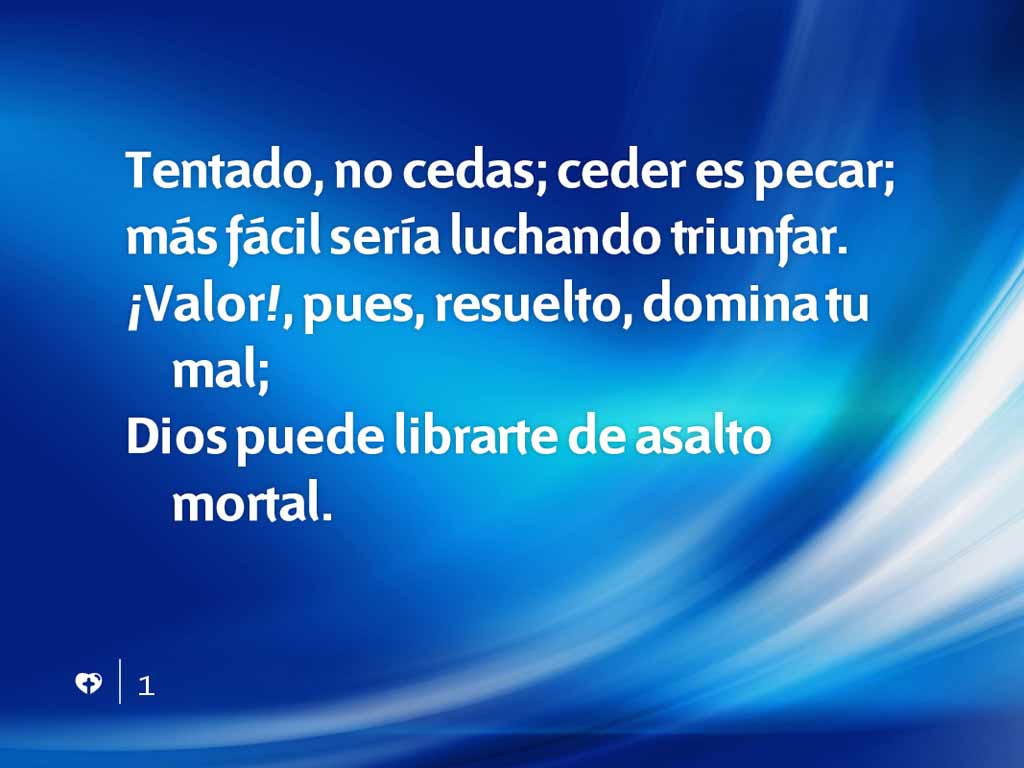 Tentado, no cedas; ceder es pecar;
más fácil sería luchando triunfar.
¡Valor!, pues, resuelto, domina tu
mal;
Dios puede librarte de asalto
mortal.
1